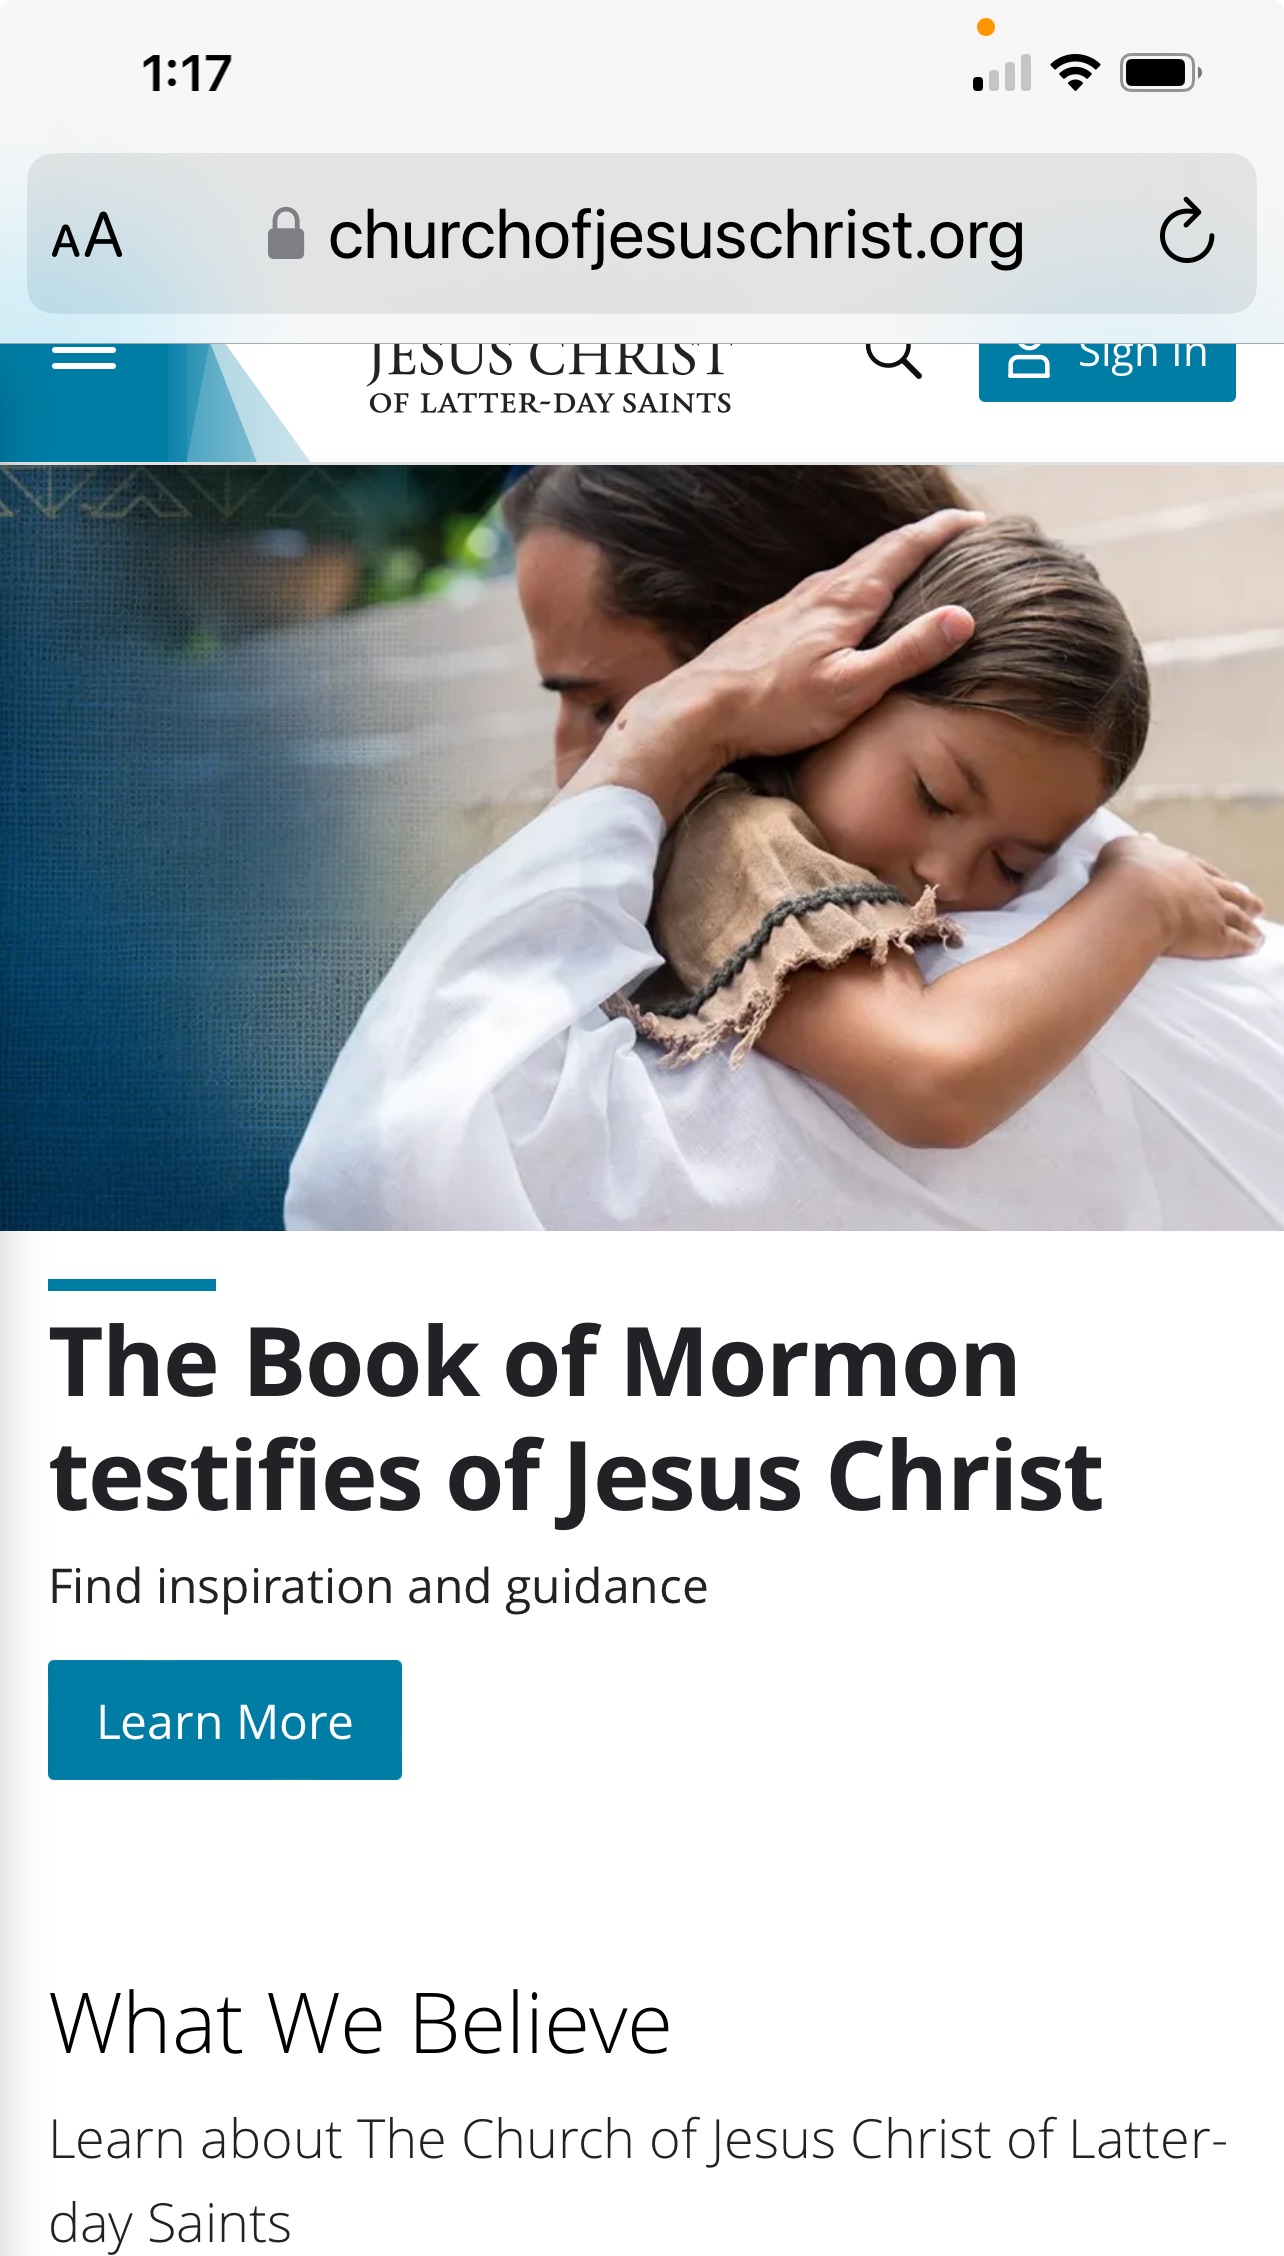 1:17
AA churchofjesuschrist.org
JESUS CHRIST
OF LATTER-DAY SAINTS
Sign In
The Book of Mormon
testifies of Jesus Christ
Find inspiration and guidance
Learn More
What We Believe
Learn about The Church of Jesus Christ of Latter-
day Saints